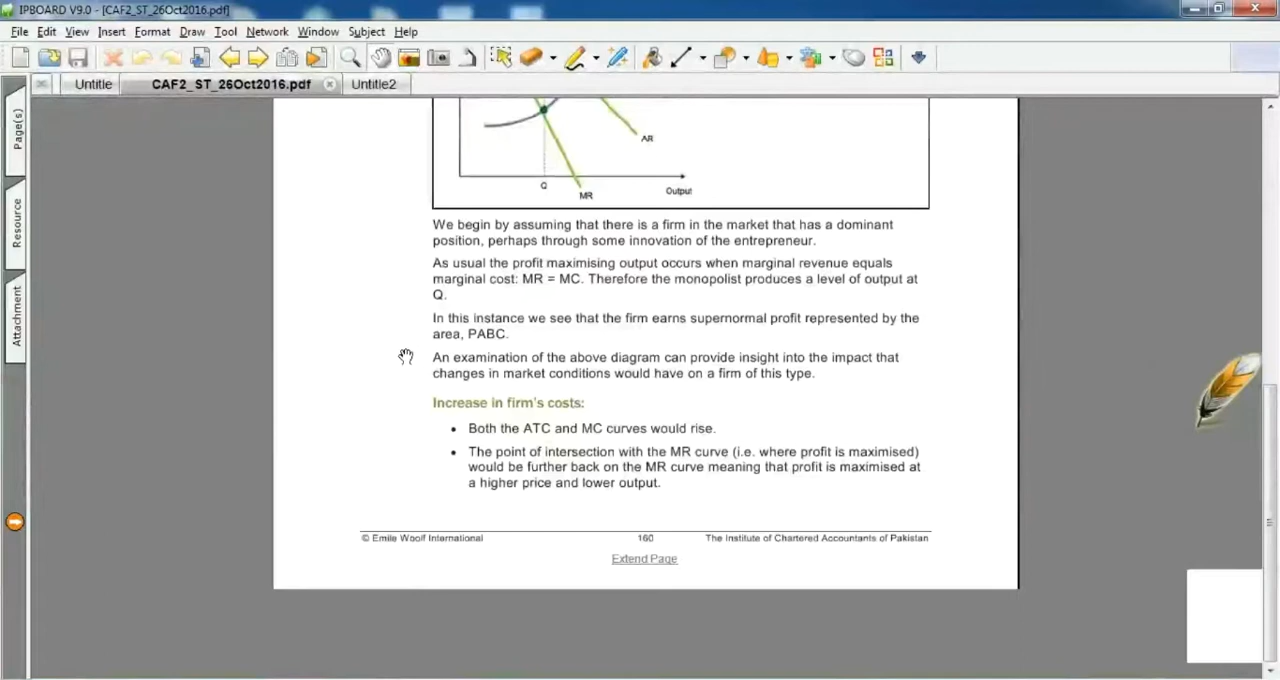 IPBOARD V9.0 - [CAF2_ST_26Oct2016.pdf]
File Edit View Insert Format Draw Tool Network Window Subject Help
Untitle CAF2_ST_26Oct2016.pdf Untitle2
Page(s)
Resource
Attachment
AR
Q
MR
Output
We begin by assuming that there is a firm in the market that has a dominant
position, perhaps through some innovation of the entrepreneur.
As usual the profit maximising output occurs when marginal revenue equals
marginal cost: MR = MC. Therefore the monopolist produces a level of output at
Q.
In this instance we see that the firm earns supernormal profit represented by the
area, PABC.
An examination of the above diagram can provide insight into the impact that
changes in market conditions would have on a firm of this type.
Increase in firm's costs:
• Both the ATC and MC curves would rise.
• The point of intersection with the MR curve (i.e. where profit is maximised)
would be further back on the MR curve meaning that profit is maximised at
a higher price and lower output.
© Emile Woolf International 160 The Institute of Chartered Accountants of Pakistan
Extend Page